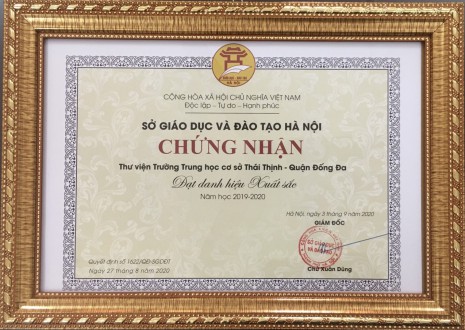 CỘNG HÒA XÃ HỘI CHỦ NGHĨA VIỆT NAM
Độc lập - Tự do - Hạnh phúc
SỞ GIÁO DỤC VÀ ĐÀO TẠO HÀ NỘI
CHỨNG NHẬN
Thư viện Trường Trung học cơ sở Thái Thịnh - Quận Đống Đa
Đạt danh hiệu Xuất sắc
Năm học 2019-2020
Hà Nội, ngày 3 tháng 9 năm 2020
GIÁM ĐỐC
Quyết định số 1622/QĐ-SGDĐT
Ngày 27 tháng 8 năm 2020
Chử Xuân Dũng